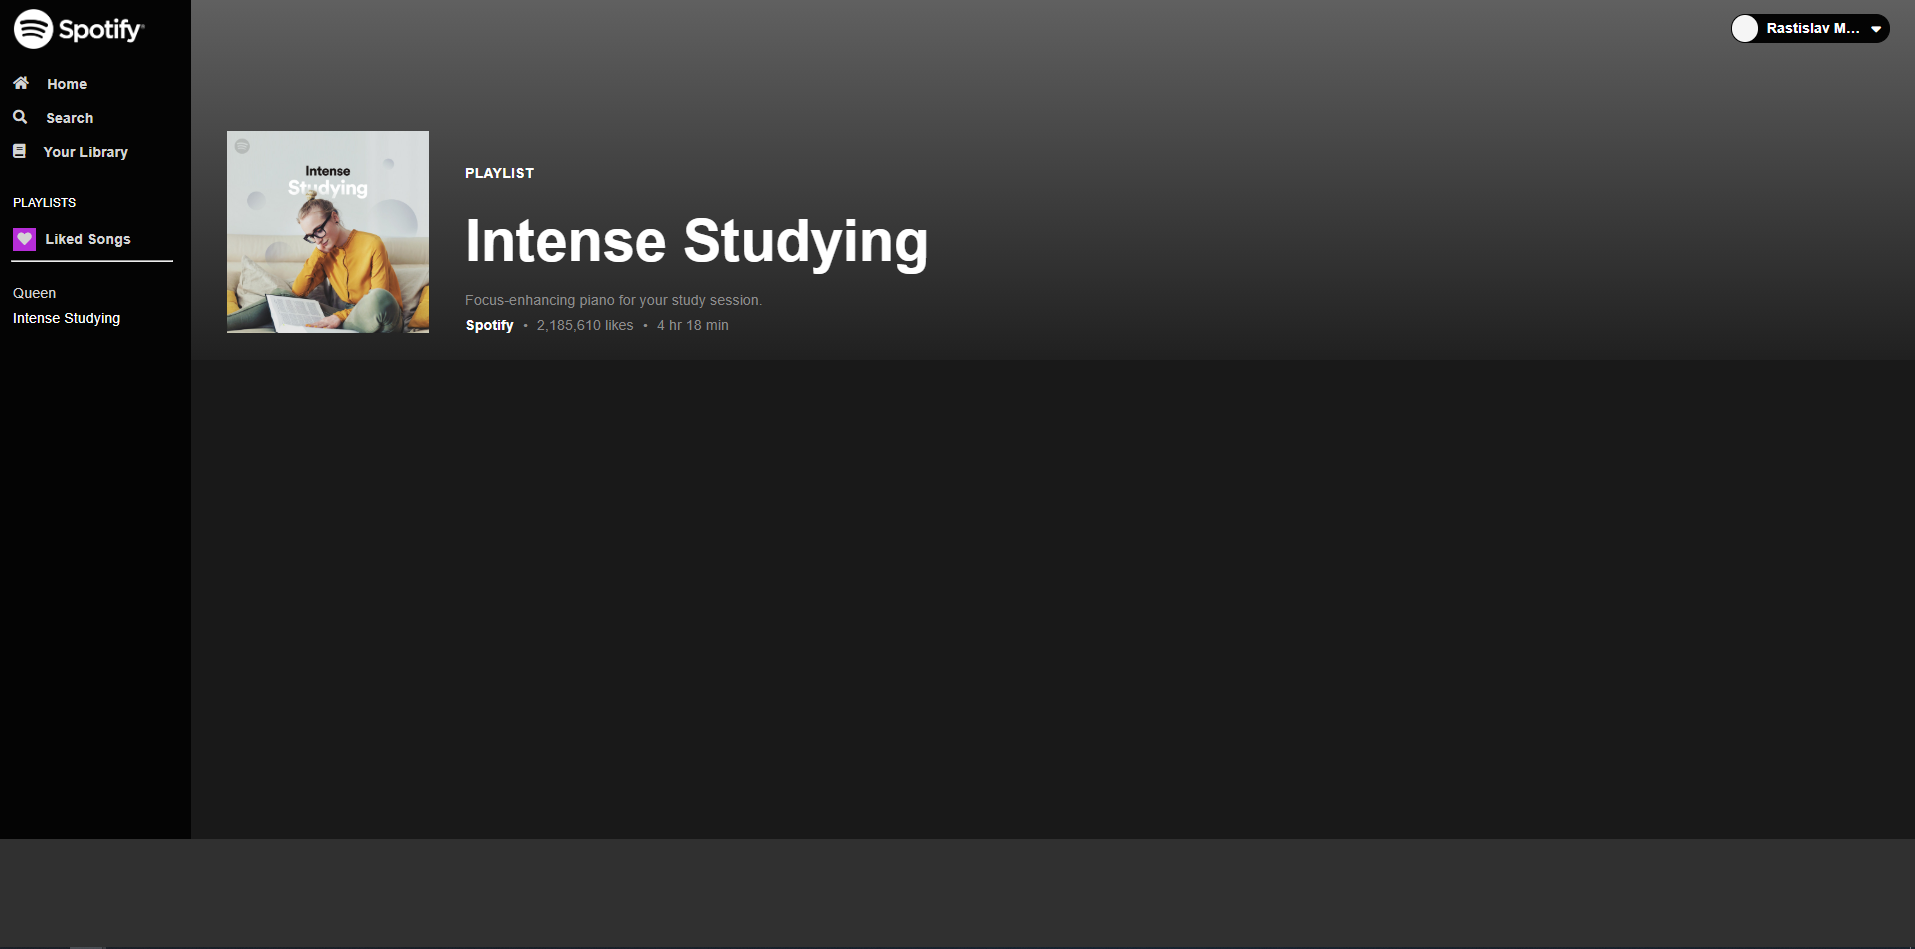 Spotify
Home
Search
Your Library
PLAYLISTS
Liked Songs
Queen
Intense Studying
Rastislav M...
Intense
Studying
PLAYLIST
Intense Studying
Focus-enhancing piano for your study session.
Spotify • 2,185,610 likes • 4 hr 18 min